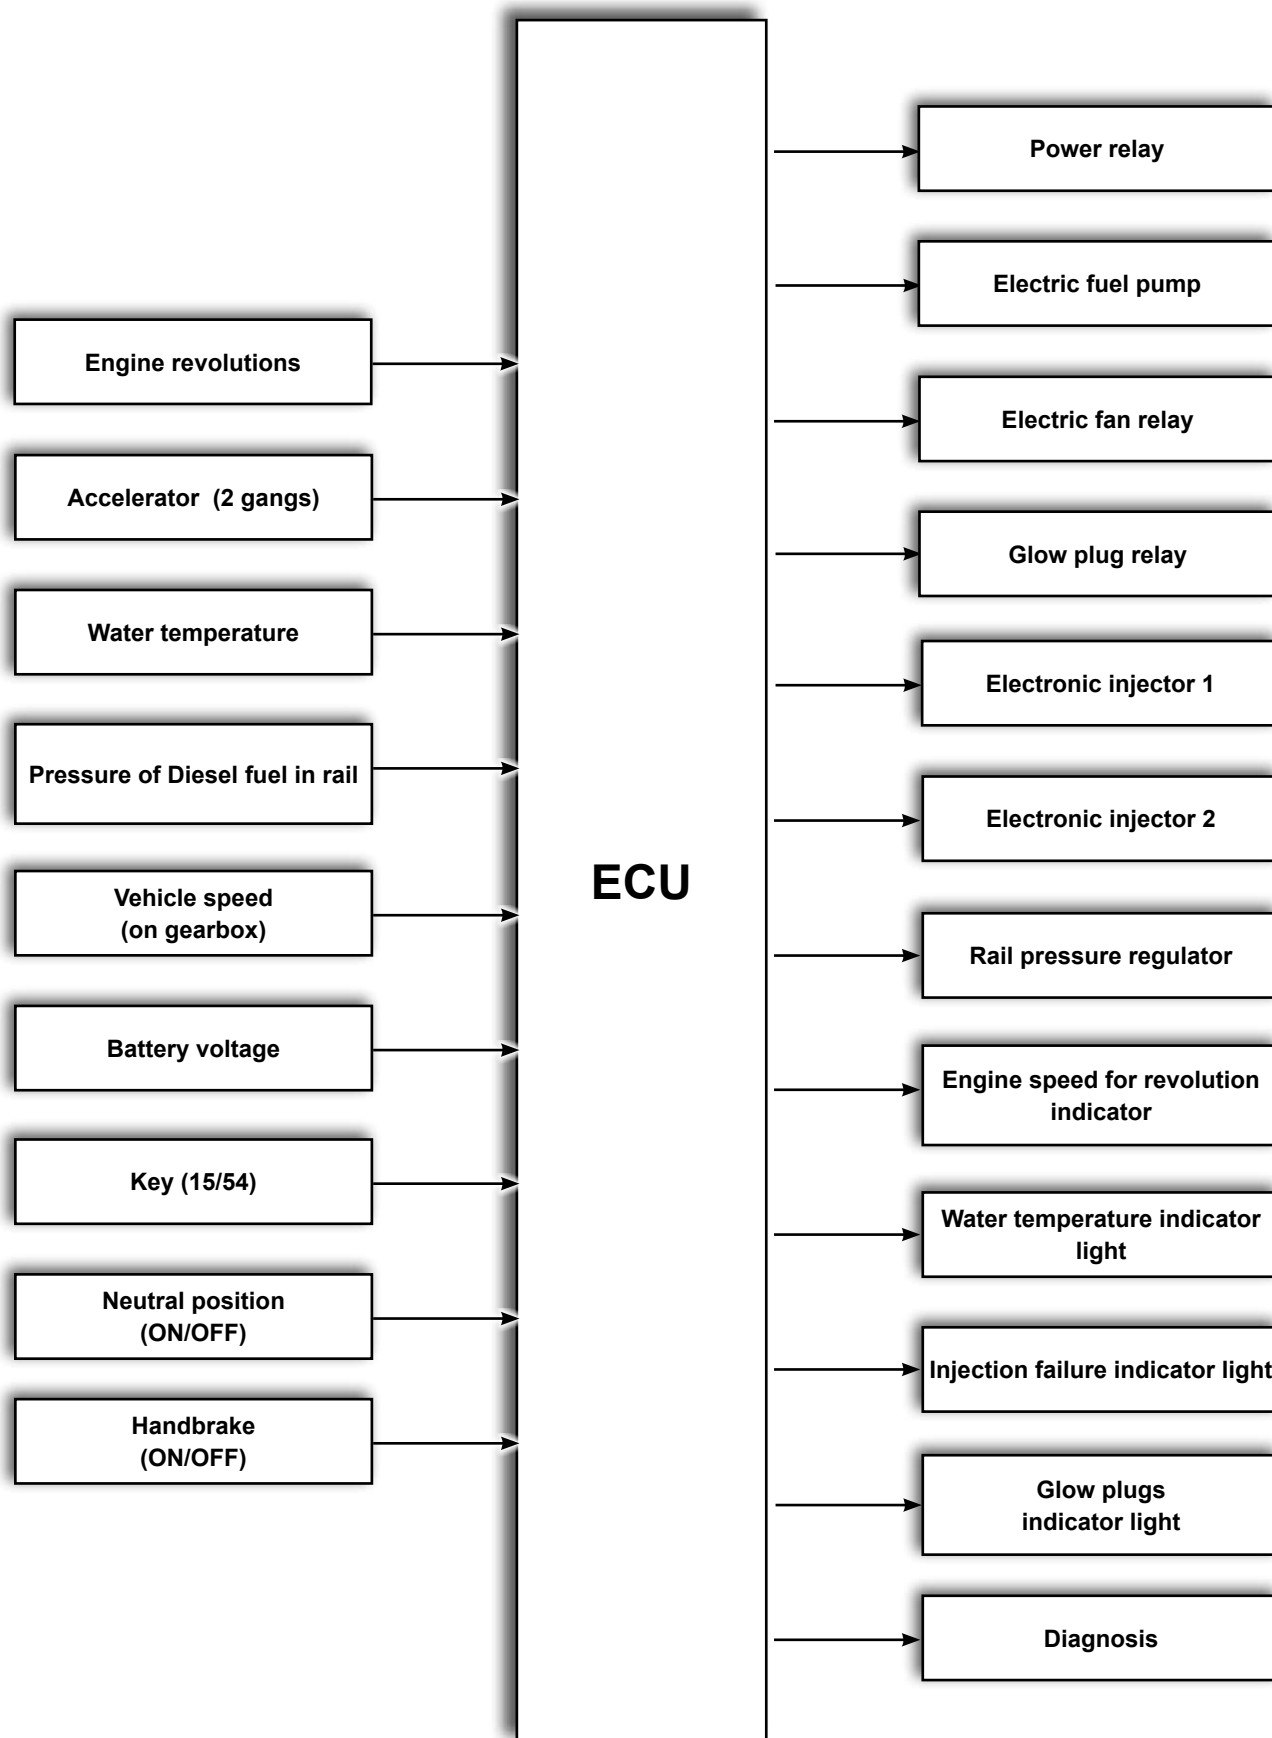 Engine revolutions
Accelerator (2 gangs)
Water temperature
Pressure of Diesel fuel in rail
Vehicle speed
(on gearbox)
Battery voltage
Key (15/54)
Neutral position
(ON/OFF)
Handbrake
(ON/OFF)
ECU
Power relay
Electric fuel pump
Electric fan relay
Glow plug relay
Electronic injector 1
Electronic injector 2
Rail pressure regulator
Engine speed for revolution
indicator
Water temperature indicator
light
Injection failure indicator light
Glow plugs
indicator light
Diagnosis